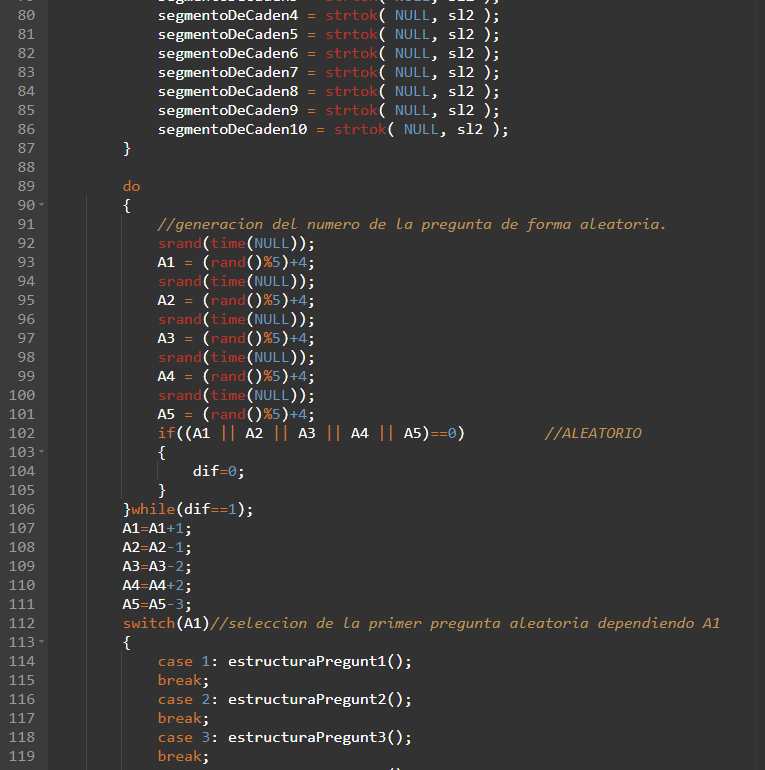 80 segmentoDeCaden4 = strtok( NULL, sl2 );
81 segmentoDeCaden5 = strtok( NULL, sl2 );
82 segmentoDeCaden6 = strtok( NULL, sl2 );
83 segmentoDeCaden7 = strtok( NULL, sl2 );
84 segmentoDeCaden8 = strtok( NULL, sl2 );
85 segmentoDeCaden9 = strtok( NULL, sl2 );
86 segmentoDeCaden10 = strtok( NULL, sl2 );
87 }
88
89 do
90 {
91 //generacion del numero de la pregunta de forma aleatoria.
92 srand(time(NULL));
93 A1 = (rand()%5)+4;
94 srand(time(NULL));
95 A2 = (rand()%5)+4;
96 srand(time(NULL));
97 A3 = (rand()%5)+4;
98 srand(time(NULL));
99 A4 = (rand()%5)+4;
100 srand(time(NULL));
101 A5 = (rand()%5)+4;
102 if((A1 || A2 || A3 || A4 || A5)==0) //ALEATORIO
103 {
104 dif=0;
105 }
106 }while(dif==1);
107 A1=A1+1;
108 A2=A2-1;
109 A3=A3-2;
110 A4=A4+2;
111 A5=A5-3;
112 switch(A1)//seleccion de la primer pregunta aleatoria dependiendo A1
113 {
114 case 1: estructuraPregunt1();
115 break;
116 case 2: estructuraPregunt2();
117 break;
118 case 3: estructuraPregunt3();
119 break;